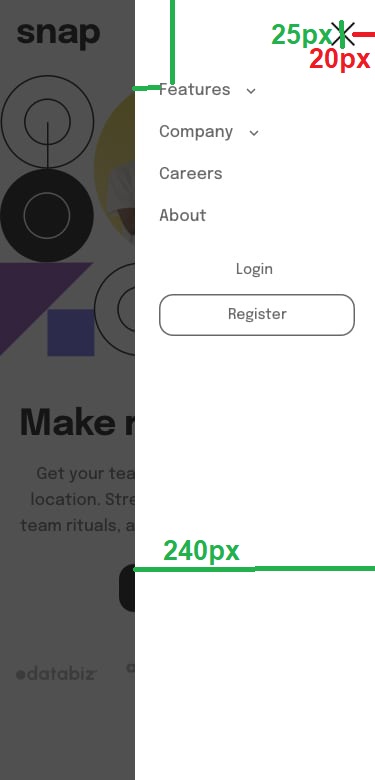 snap
25px
20px
Features
Company
Careers
About
Login
Register
Make
Get your tea
location. Stre
team rituals, a
240px
databiz